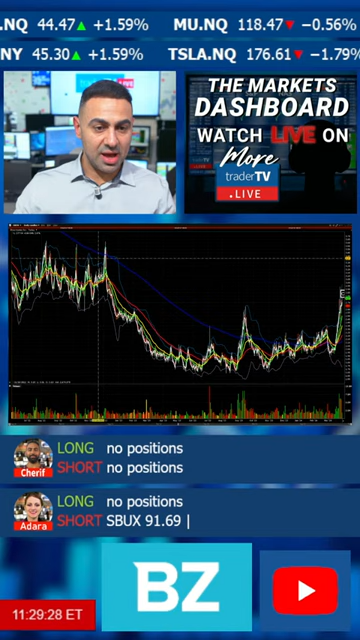 .NQ 44.47▲ +1.59% MU.NQ 118.47▼ −0.56%
NY 45.30▲ +1.59% TSLA.NQ 176.61▼ −1.79%
THE MARKETS
DASHBOARD
WATCH LIVE ON
More
traderTV
.LIVE
LONG no positions
SHORT no positions
Cherif
LONG no positions
SHORT SBUX 91.69 |
Adara
11:29:28 ET
BZ